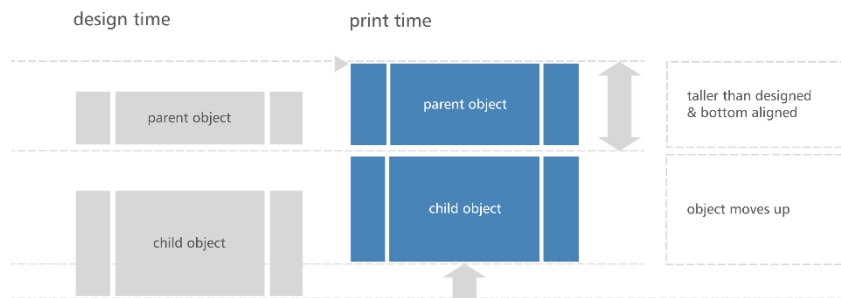 design time
print time
parent object
parent object
taller than designed
& bottom aligned
child object
child object
object moves up